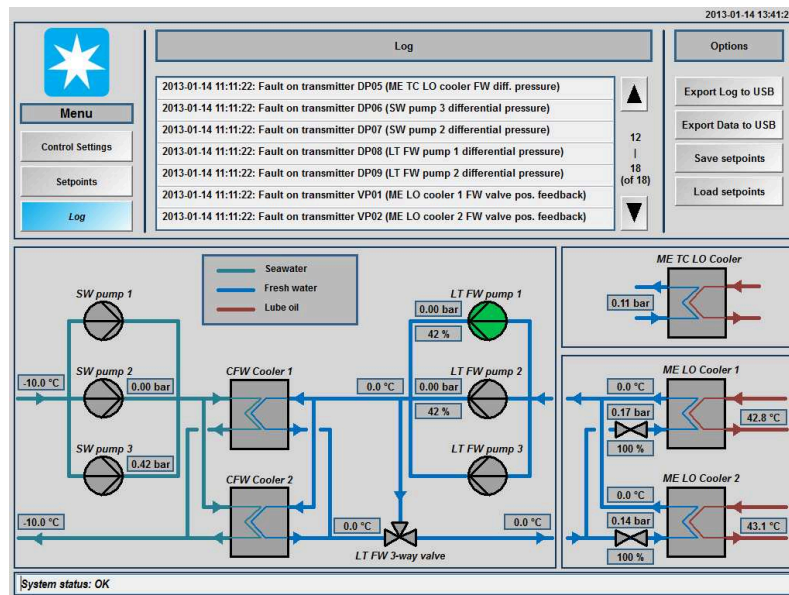 2013-01-14 13:41:2
Log
Options
Menu
Control Settings
Setpoints
Log
2013-01-14 11:11:22: Fault on transmitter DP05 (ME TC LO cooler FW diff. pressure)
2013-01-14 11:11:22: Fault on transmitter DP06 (SW pump 3 differential pressure)
2013-01-14 11:11:22: Fault on transmitter DP07 (SW pump 2 differential pressure)
2013-01-14 11:11:22: Fault on transmitter DP08 (LT FW pump 1 differential pressure)
2013-01-14 11:11:22: Fault on transmitter DP09 (LT FW pump 2 differential pressure)
2013-01-14 11:11:22: Fault on transmitter VP01 (ME LO cooler 1 FW valve pos. feedback)
2013-01-14 11:11:22: Fault on transmitter VP02 (ME LO cooler 2 FW valve pos. feedback)
12
|
18
(of 18)
Export Log to USB
Export Data to USB
Save setpoints
Load setpoints
Seawater
Fresh water
Lube oil
SW pump 1
SW pump 2
-10.0 °C
0.00 bar
SW pump 3
0.42 bar
-10.0 °C
CFW Cooler 1
CFW Cooler 2
0.0 °C
LT FW pump 1
0.00 bar
42 %
LT FW pump 2
0.00 bar
42 %
LT FW pump 3
0.0 °C
0.0 °C
LT FW 3-way valve
ME TC LO Cooler
0.11 bar
ME LO Cooler 1
0.0 °C
0.17 bar
42.8 °C
100 %
ME LO Cooler 2
0.0 °C
0.14 bar
43.1 °C
100 %
System status: OK